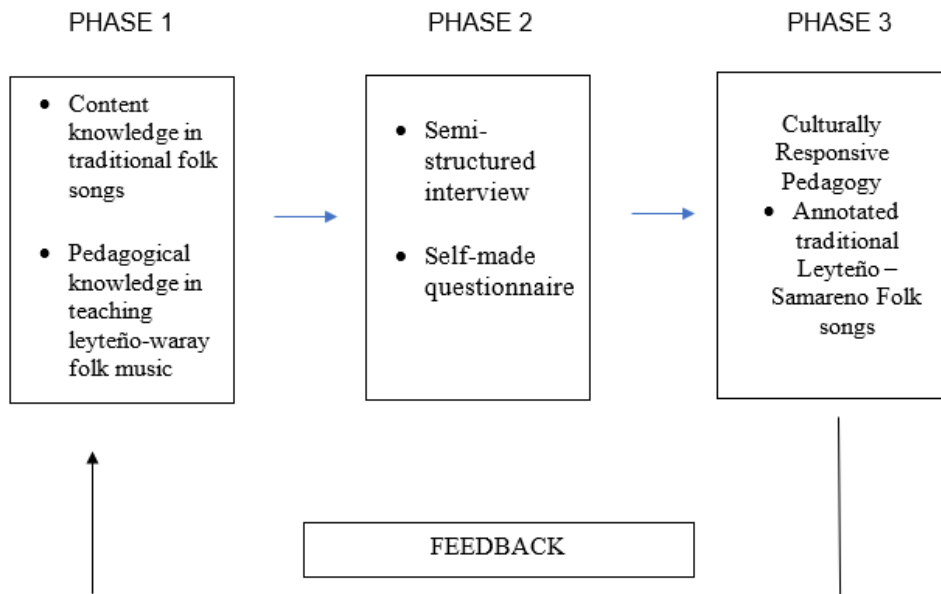 PHASE 1
PHASE 2
PHASE 3
• Content
knowledge in
traditional folk
songs
• Pedagogical
knowledge in
teaching
leyteño-waray
folk music
• Semi-
structured
interview
• Self-made
questionnaire
Culturally
Responsive
Pedagogy
• Annotated
traditional
Leyteño –
Samareno Folk
songs
FEEDBACK